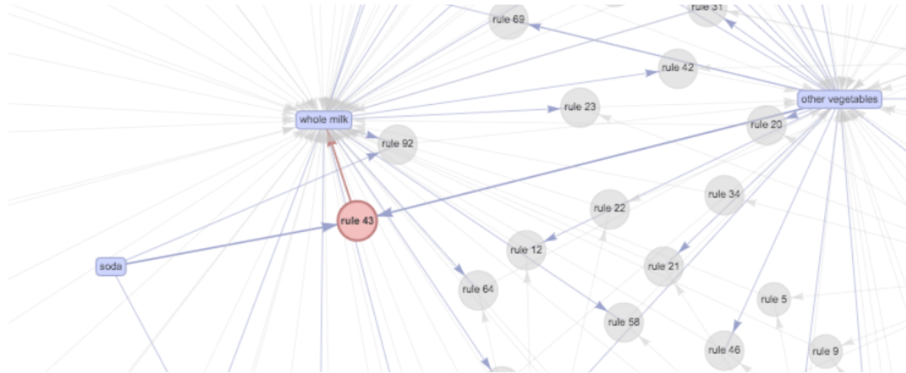 rule 31
rule 69
rule 42
other vegetables
rule 23
whole milk
rule 20
rule 92
rule 34
rule 22
rule 43
rule 12
soda
rule 21
rule 64
rule 5
rule 58
rule 46
rule 9